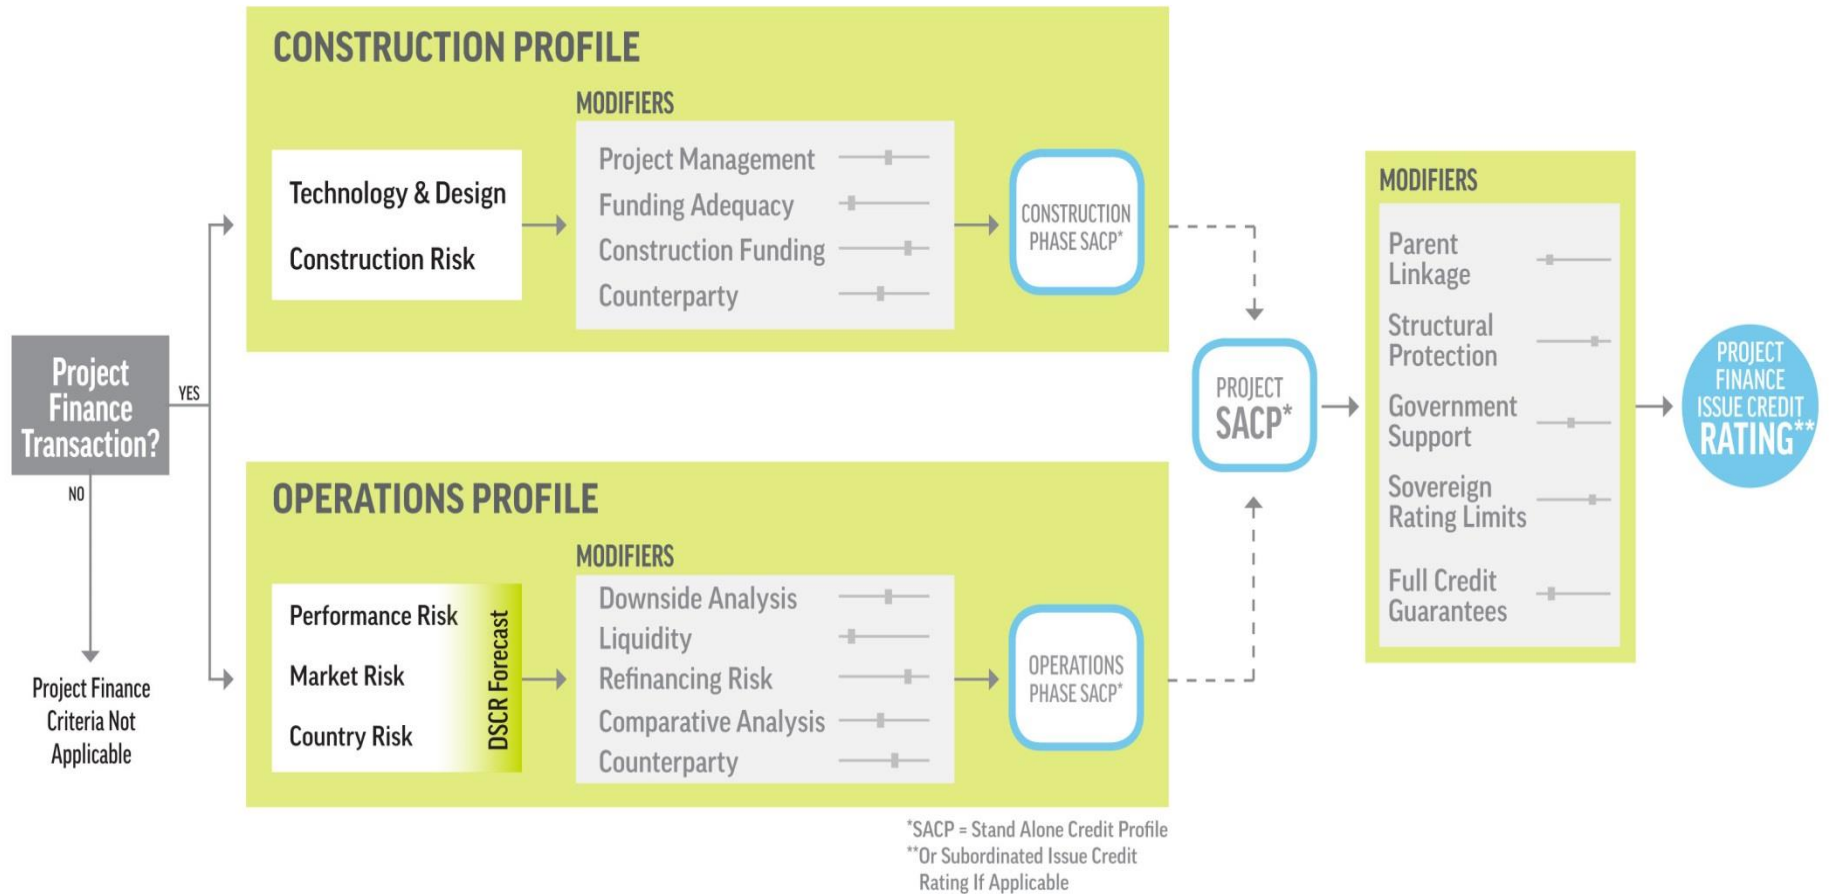 Project
Finance
Transaction?
YES
NO
Project Finance
Criteria Not
Applicable
CONSTRUCTION PROFILE
Technology & Design
Construction Risk
MODIFIERS
Project Management
Funding Adequacy
Construction Funding
Counterparty
CONSTRUCTION
PHASE SACP*
OPERATIONS PROFILE
Performance Risk
Market Risk
Country Risk
DSCR Forecast
MODIFIERS
Downside Analysis
Liquidity
Refinancing Risk
Comparative Analysis
Counterparty
OPERATIONS
PHASE SACP*
PROJECT
SACP*
MODIFIERS
Parent
Linkage
Structural
Protection
Government
Support
Sovereign
Rating Limits
Full Credit
Guarantees
PROJECT
FINANCE
ISSUE CREDIT
RATING**
*SACP = Stand Alone Credit Profile
**Or Subordinated Issue Credit
Rating If Applicable